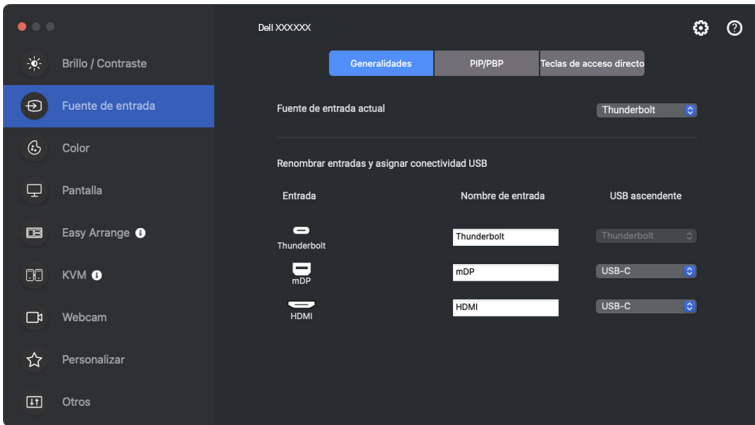 Dell XXXXXX
Brillo / Contraste
Fuente de entrada
Color
Pantalla
Easy Arrange
KVM
Webcam
Personalizar
Otros
Generalidades PIP/PBP Teclas de acceso directo
Fuente de entrada actual Thunderbolt
Renombrar entradas y asignar conectividad USB
Entrada Nombre de entrada USB ascendente
Thunderbolt Thunderbolt Thunderbolt
mDP mDP USB-C
HDMI HDMI USB-C